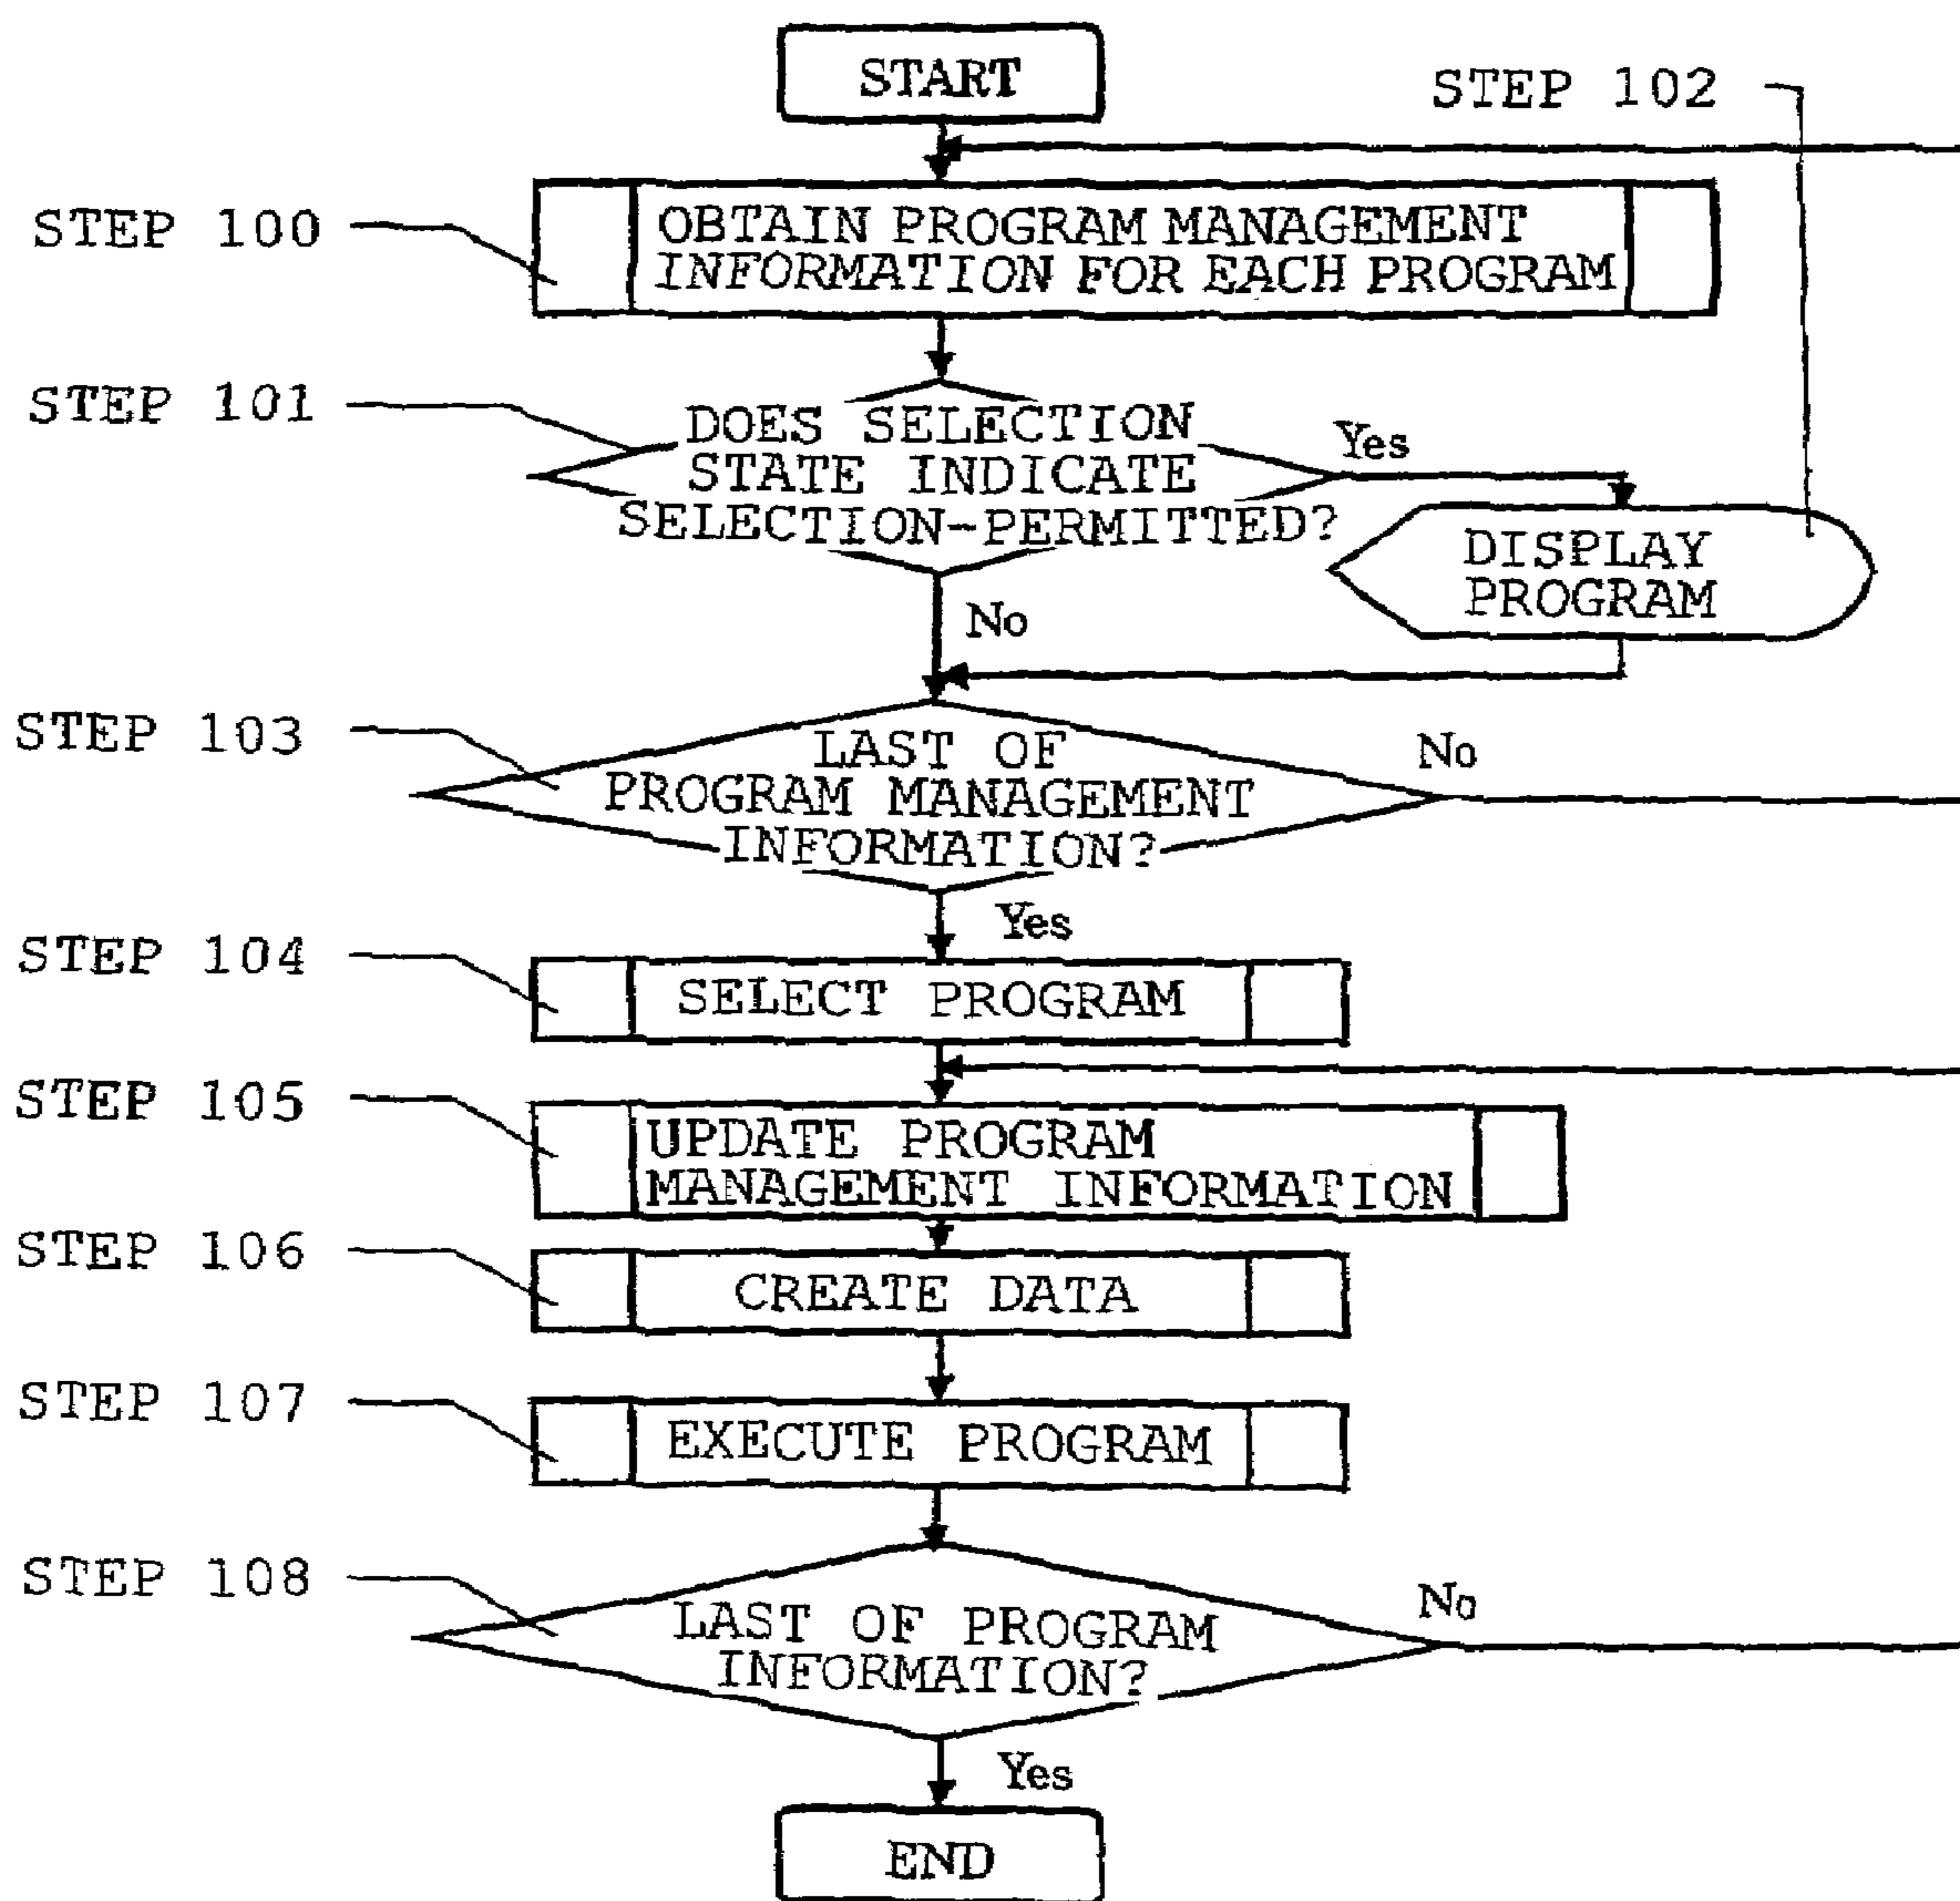 START
STEP 102
STEP 100
OBTAIN PROGRAM MANAGEMENT
INFORMATION FOR EACH PROGRAM
STEP 101
DOES SELECTION
STATE INDICATE
SELECTION-PERMITTED?
Yes
DISPLAY
PROGRAM
No
STEP 103
LAST OF
PROGRAM MANAGEMENT
INFORMATION?
No
Yes
STEP 104
SELECT PROGRAM
STEP 105
UPDATE PROGRAM
MANAGEMENT INFORMATION
STEP 106
CREATE DATA
STEP 107
EXECUTE PROGRAM
STEP 108
LAST OF PROGRAM
INFORMATION?
No
Yes
END